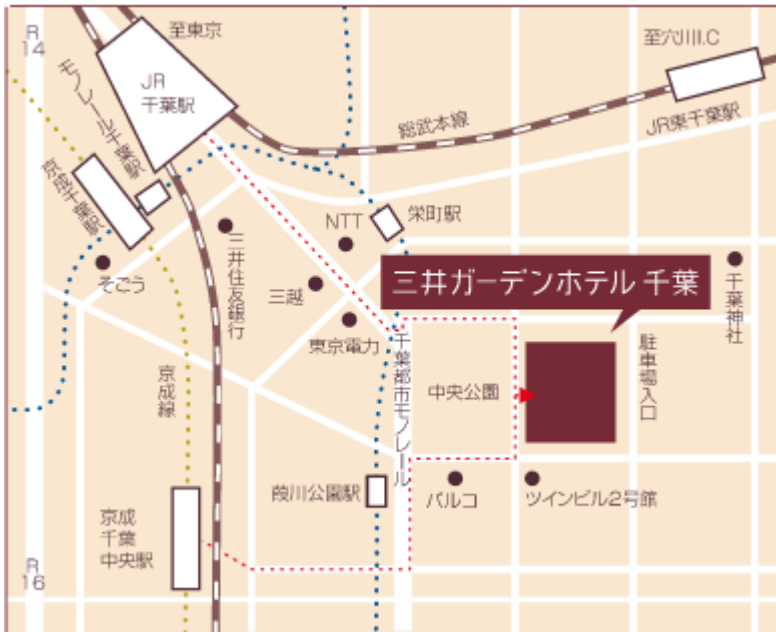 R
14
至東京
JR
千葉駅
モノレール千葉駅
京成千葉駅
そごう
三井住友銀行
総武本線
至穴川I.C
JR東千葉駅
NTT
栄町駅
三越
東京電力
三井ガーデンホテル 千葉
千葉神社
駐車場入口
千葉都市モノレール
中央公園
京成線
葭川公園駅
パルコ
ツインビル2号館
京成
千葉
中央駅
R
16